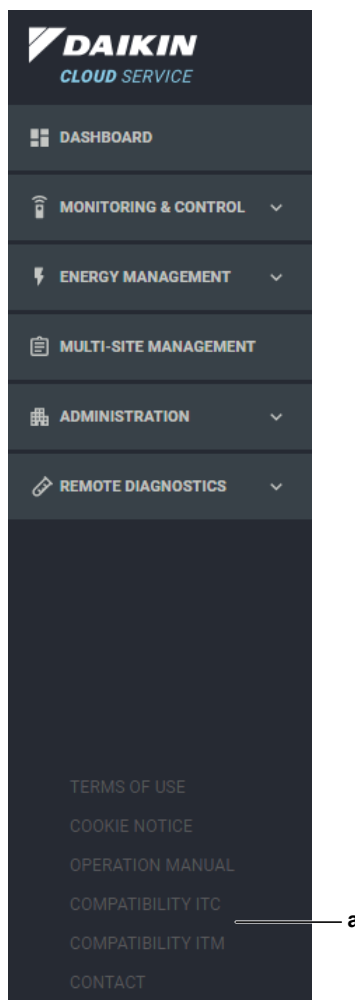 DAIKIN
CLOUD SERVICE
DASHBOARD
MONITORING & CONTROL
ENERGY MANAGEMENT
MULTI-SITE MANAGEMENT
ADMINISTRATION
REMOTE DIAGNOSTICS
TERMS OF USE
COOKIE NOTICE
OPERATION MANUAL
COMPATIBILITY ITC
a
COMPATIBILITY ITM
CONTACT